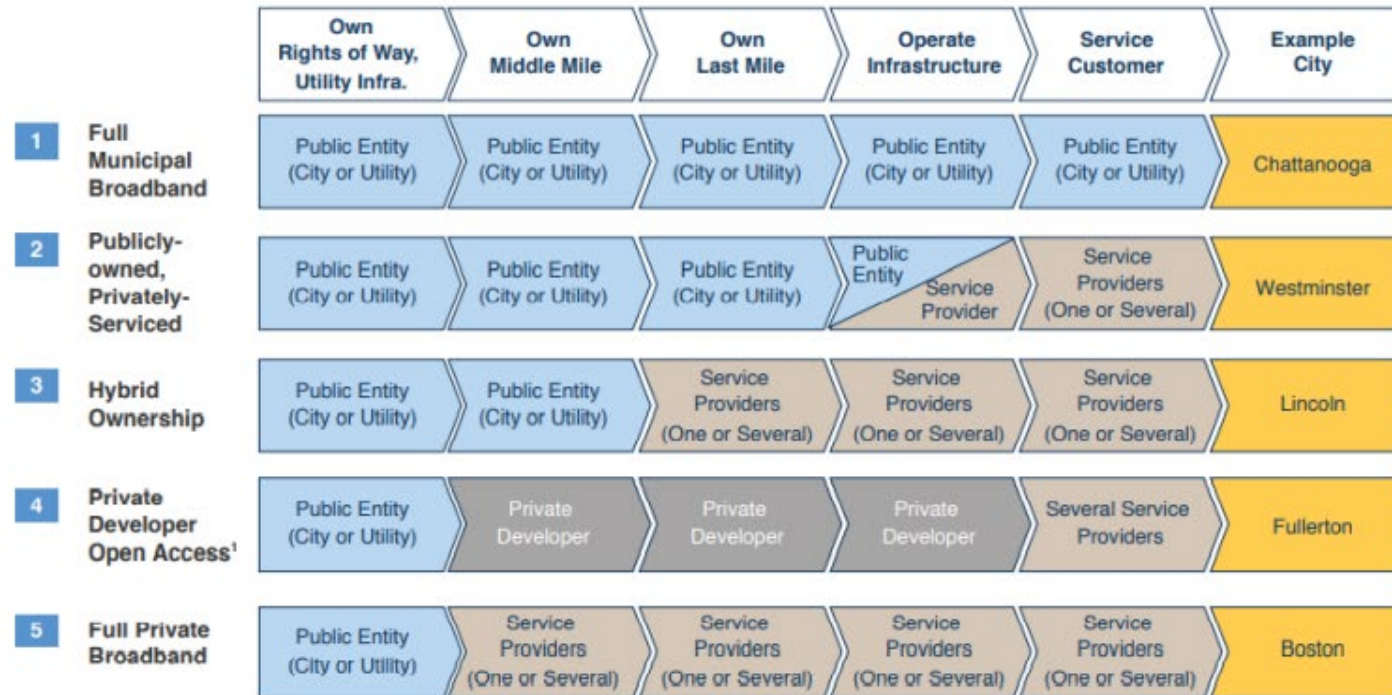 Own
Rights of Way,
Utility Infra.
Own
Middle Mile
Own
Last Mile
Operate
Infrastructure
Service
Customer
Example
City
1
Full
Municipal
Broadband
Public Entity
(City or Utility)
Public Entity
(City or Utility)
Public Entity
(City or Utility)
Public Entity
(City or Utility)
Public Entity
(City or Utility)
Chattanooga
2
Publicly-
owned,
Privately-
Serviced
Public Entity
(City or Utility)
Public Entity
(City or Utility)
Public Entity
(City or Utility)
Public
Entity
Service
Provider
Service
Providers
(One or Several)
Westminster
3
Hybrid
Ownership
Public Entity
(City or Utility)
Public Entity
(City or Utility)
Service
Providers
(One or Several)
Service
Providers
(One or Several)
Service
Providers
(One or Several)
Lincoln
4
Private
Developer
Open Access¹
Public Entity
(City or Utility)
Private
Developer
Private
Developer
Private
Developer
Several Service
Providers
Fullerton
5
Full Private
Broadband
Public Entity
(City or Utility)
Service
Providers
(One or Several)
Service
Providers
(One or Several)
Service
Providers
(One or Several)
Service
Providers
(One or Several)
Boston